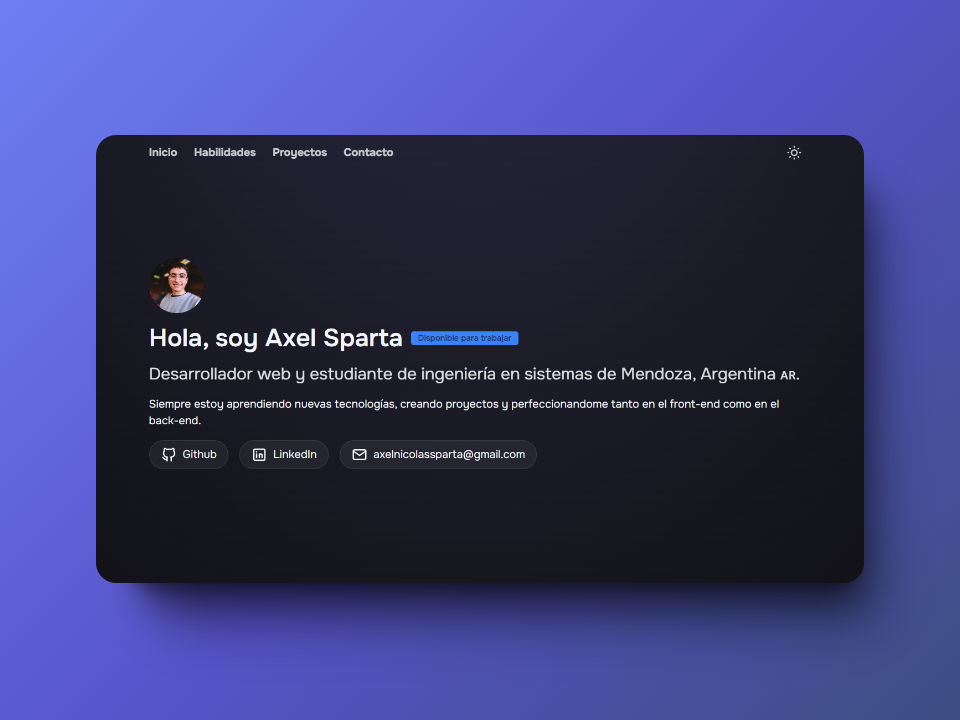 Inicio Habilidades Proyectos Contacto
Hola, soy Axel Sparta Disponible para trabajar
Desarrollador web y estudiante de ingeniería en sistemas de Mendoza, Argentina AR.
Siempre estoy aprendiendo nuevas tecnologías, creando proyectos y perfeccionandome tanto en el front-end como en el
back-end.
Github LinkedIn axelnicolassparta@gmail.com